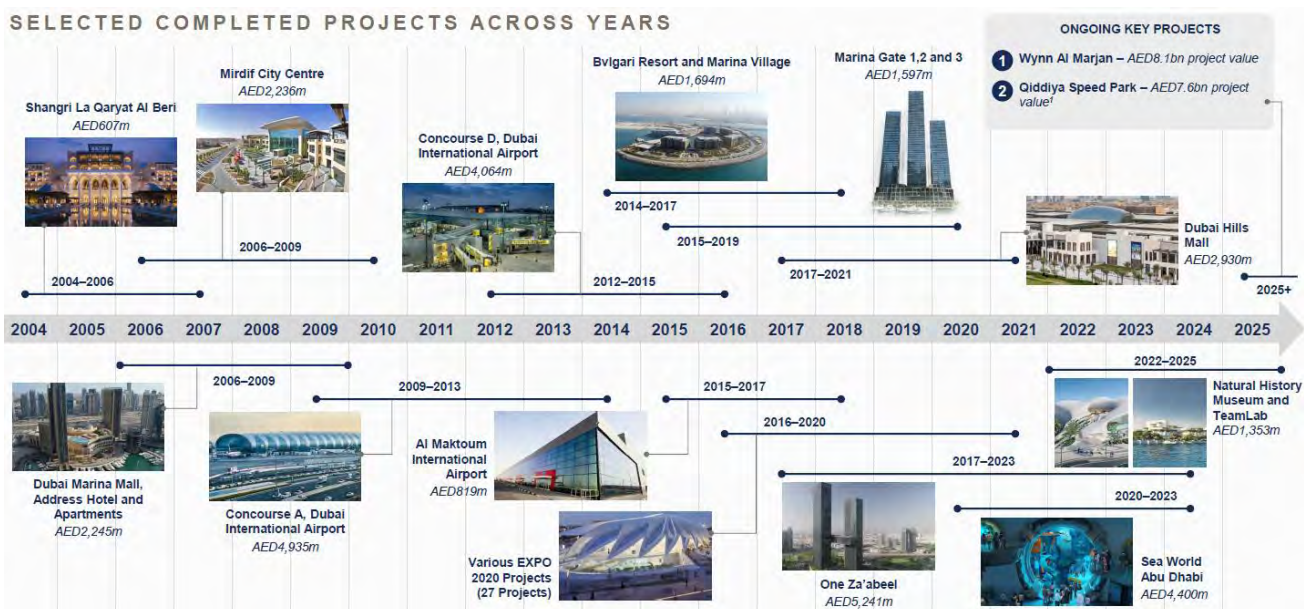 SELECTED COMPLETED PROJECTS ACROSS YEARS
ONGOING KEY PROJECTS
1 Wynn Al Marjan – AED8.1bn project value
2 Qiddiya Speed Park – AED7.6bn project
value¹
Shangri La Qaryat Al Beri
AED607m
2004–2006
Mirdif City Centre
AED2,236m
2006–2009
Concourse D, Dubai
International Airport
AED4,064m
2012–2015
Bvlgari Resort and Marina Village
AED1,694m
2014–2017
Marina Gate 1,2 and 3
AED1,597m
2015–2019
2017–2021
Dubai Hills
Mall
AED2,930m
2025+
2004 2005 2006 2007 2008 2009 2010 2011 2012 2013 2014 2015 2016 2017 2018 2019 2020 2021 2022 2023 2024 2025
2006–2009
Dubai Marina Mall,
Address Hotel and
Apartments
AED2,245m
2009–2013
Concourse A, Dubai
International Airport
AED4,935m
2015–2017
Al Maktoum
International
Airport
AED819m
2016–2020
Various EXPO
2020 Projects
(27 Projects)
2017–2023
One Za'abeel
AED5,241m
2020–2023
Sea World
Abu Dhabi
AED4,400m
2022–2025
Natural History
Museum and
TeamLab
AED1,353m